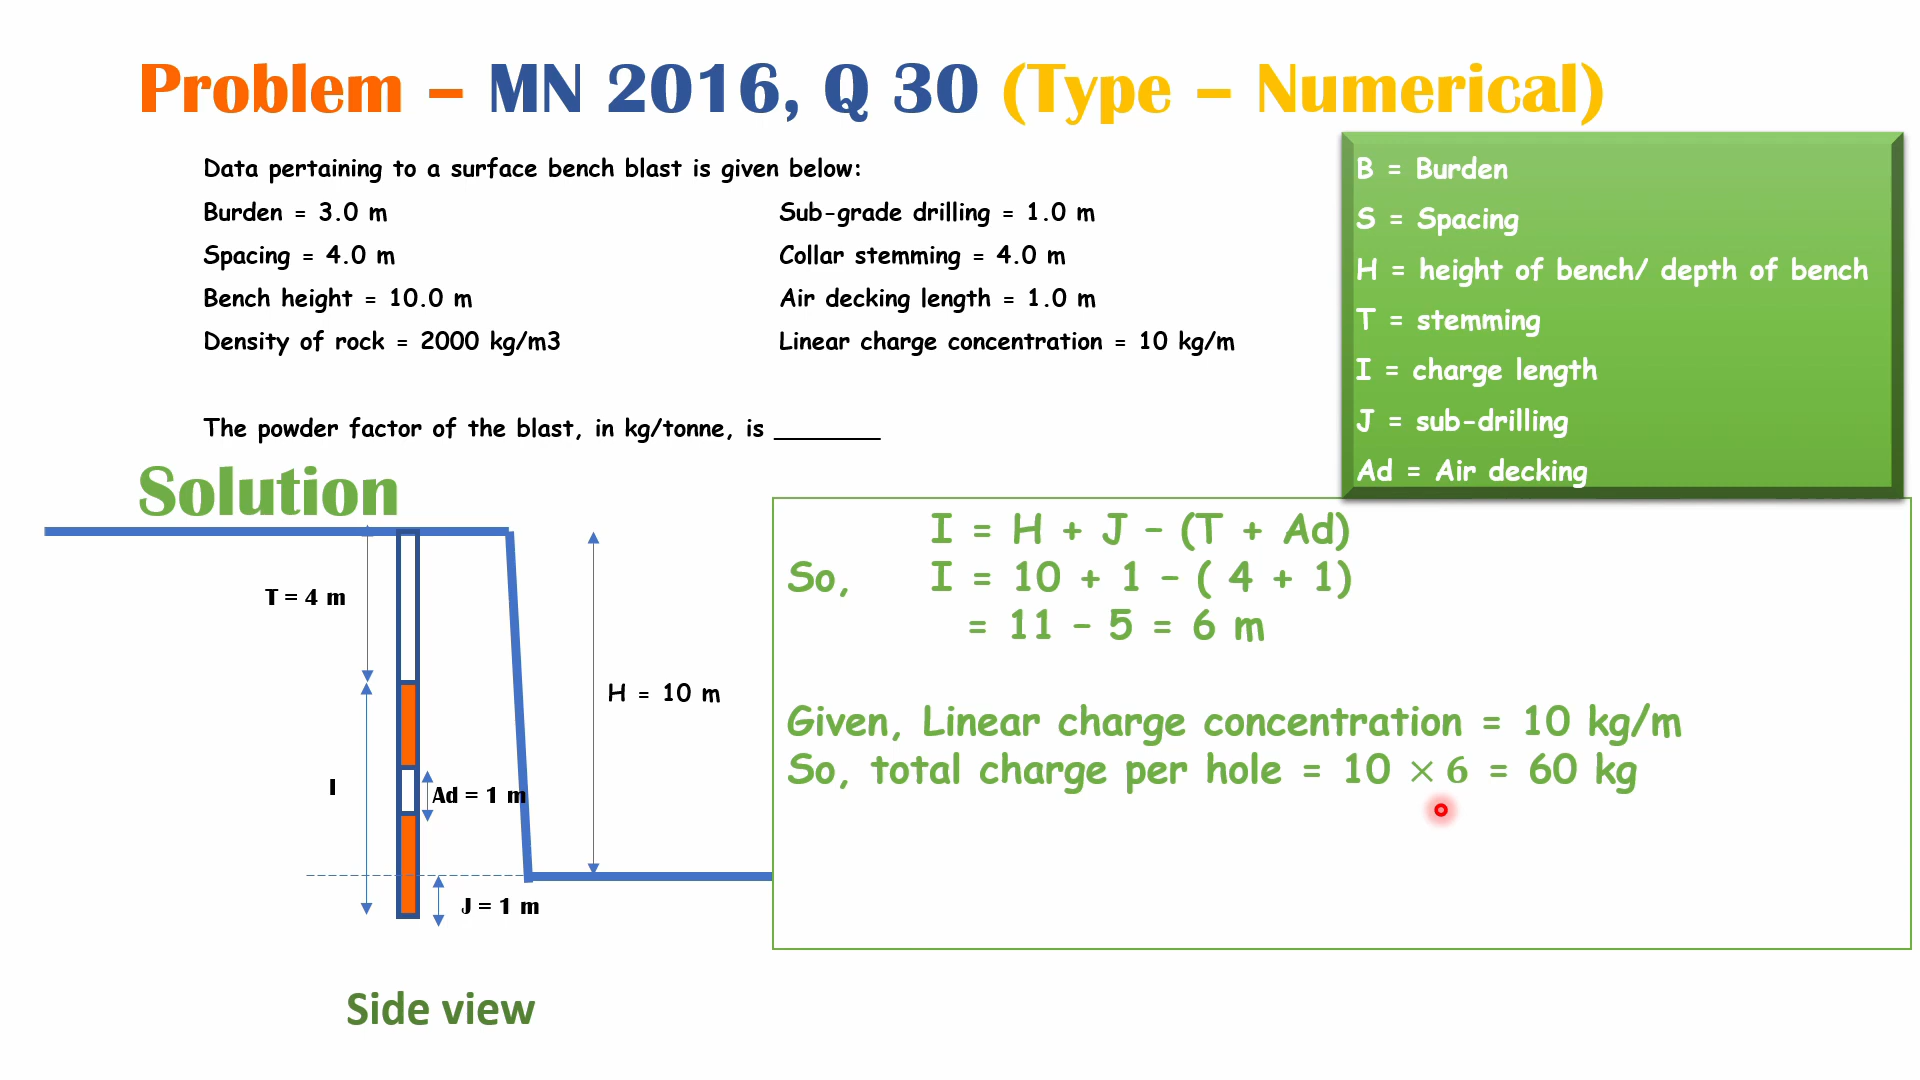 Problem – MN 2016, Q 30 (Type – Numerical)
Data pertaining to a surface bench blast is given below:
Burden = 3.0 m
Spacing = 4.0 m
Bench height = 10.0 m
Density of rock = 2000 kg/m3
Sub-grade drilling = 1.0 m
Collar stemming = 4.0 m
Air decking length = 1.0 m
Linear charge concentration = 10 kg/m
The powder factor of the blast, in kg/tonne, is ________
B = Burden
S = Spacing
H = height of bench/ depth of bench
T = stemming
I = charge length
J = sub-drilling
Ad = Air decking
Solution
T = 4 m
I
Ad = 1 m
H = 10 m
J = 1 m
Side view
I = H + J – (T + Ad)
So, I = 10 + 1 – ( 4 + 1)
= 11 – 5 = 6 m
Given, Linear charge concentration = 10 kg/m
So, total charge per hole = 10 × 6 = 60 kg